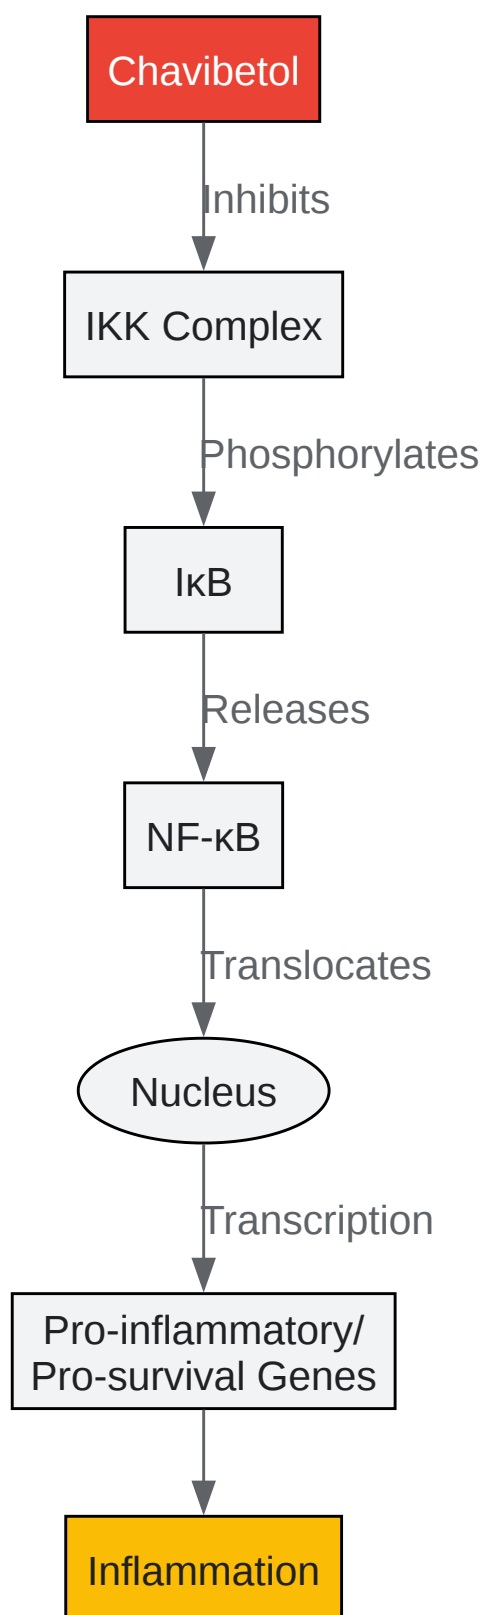 Chavibetol
Inhibits
IKK Complex
Phosphorylates
IκB
Releases
NF-κB
Translocates
Nucleus
Transcription
Pro-inflammatory/
Pro-survival Genes
Inflammation